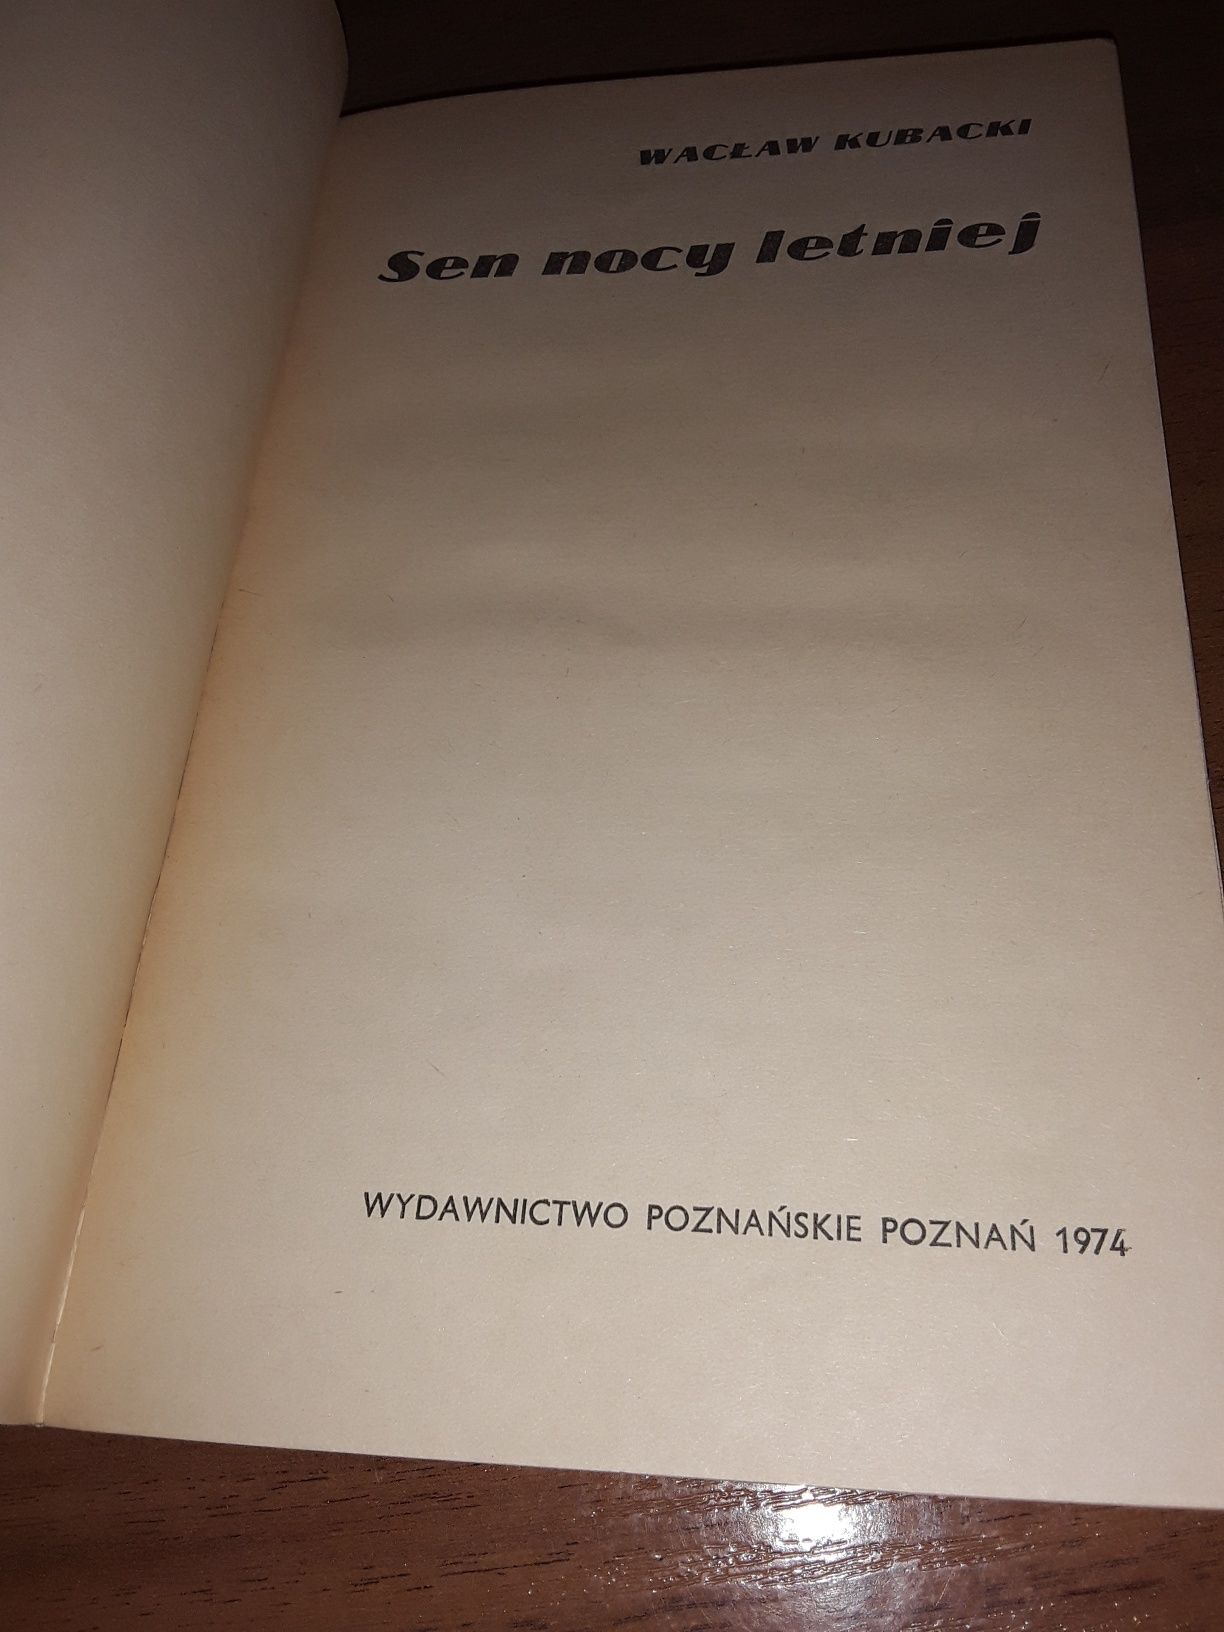 WACŁAW KUBACKI
Sen nocy letniej
WYDAWNICTWO POZNAŃSKIE POZNAŃ 1974